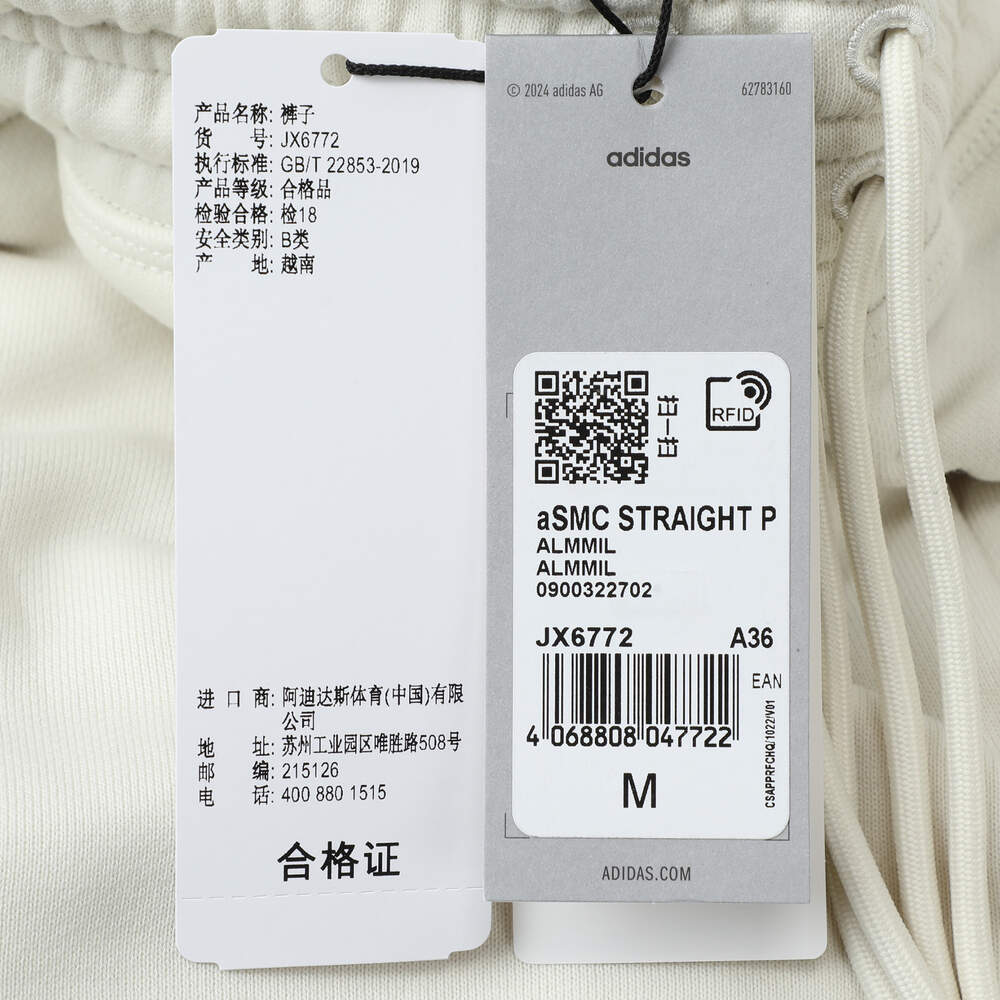 产品名称: 裤子
货 号: JX6772
执行标准: GB/T 22853-2019
产品等级: 合格品
检验合格: 检18
安全类别: B类
产 地: 越南
进 口 商: 阿迪达斯体育(中国)有限
公司
地 址: 苏州工业园区唯胜路508号
邮 编: 215126
电 话: 400 880 1515
合格证
© 2024 adidas AG
62783160
adidas
扫一扫
RFID
aSMC STRAIGHT P
ALMMIL
ALMMIL
0900322702
JX6772 A36
EAN
4 068808 047722
CSAPPRFCHQ/1022/V01
M
ADIDAS.COM